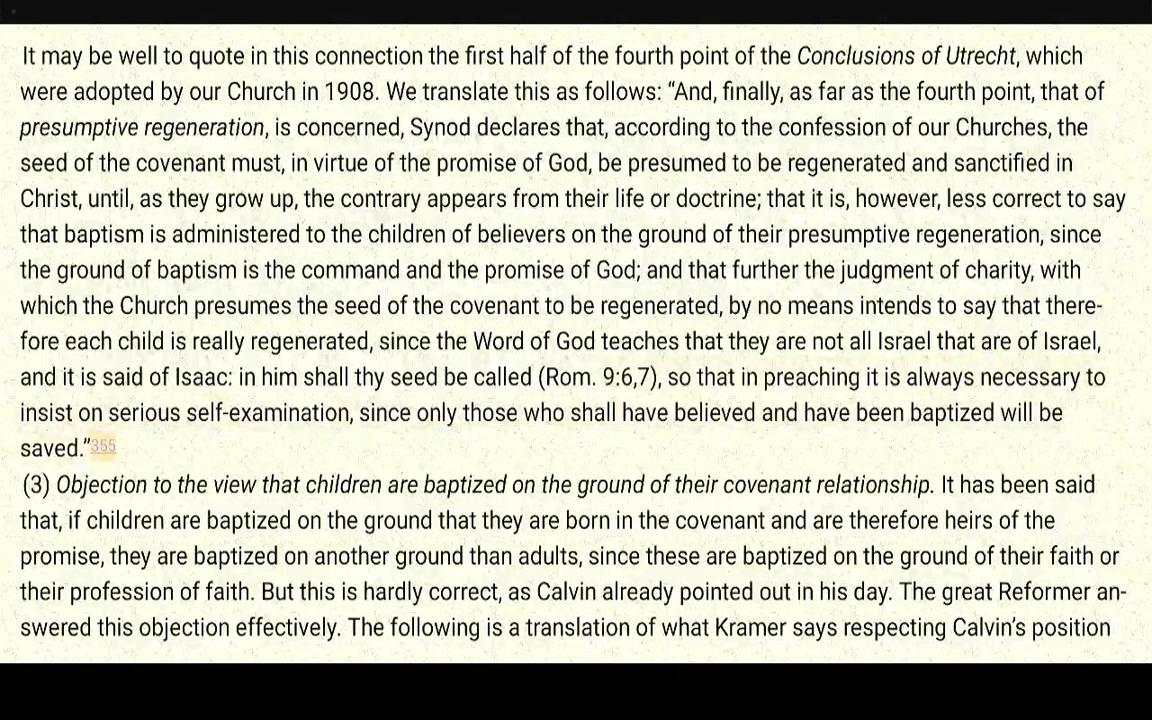 It may be well to quote in this connection the first half of the fourth point of the Conclusions of Utrecht, which
were adopted by our Church in 1908. We translate this as follows: “And, finally, as far as the fourth point, that of
presumptive regeneration, is concerned, Synod declares that, according to the confession of our Churches, the
seed of the covenant must, in virtue of the promise of God, be presumed to be regenerated and sanctified in
Christ, until, as they grow up, the contrary appears from their life or doctrine; that it is, however, less correct to say
that baptism is administered to the children of believers on the ground of their presumptive regeneration, since
the ground of baptism is the command and the promise of God; and that further the judgment of charity, with
which the Church presumes the seed of the covenant to be regenerated, by no means intends to say that there-
fore each child is really regenerated, since the Word of God teaches that they are not all Israel that are of Israel,
and it is said of Isaac: in him shall thy seed be called (Rom. 9:6,7), so that in preaching it is always necessary to
insist on serious self-examination, since only those who shall have believed and have been baptized will be
saved.”355
(3) Objection to the view that children are baptized on the ground of their covenant relationship. It has been said
that, if children are baptized on the ground that they are born in the covenant and are therefore heirs of the
promise, they are baptized on another ground than adults, since these are baptized on the ground of their faith or
their profession of faith. But this is hardly correct, as Calvin already pointed out in his day. The great Reformer an-
swered this objection effectively. The following is a translation of what Kramer says respecting Calvin’s position